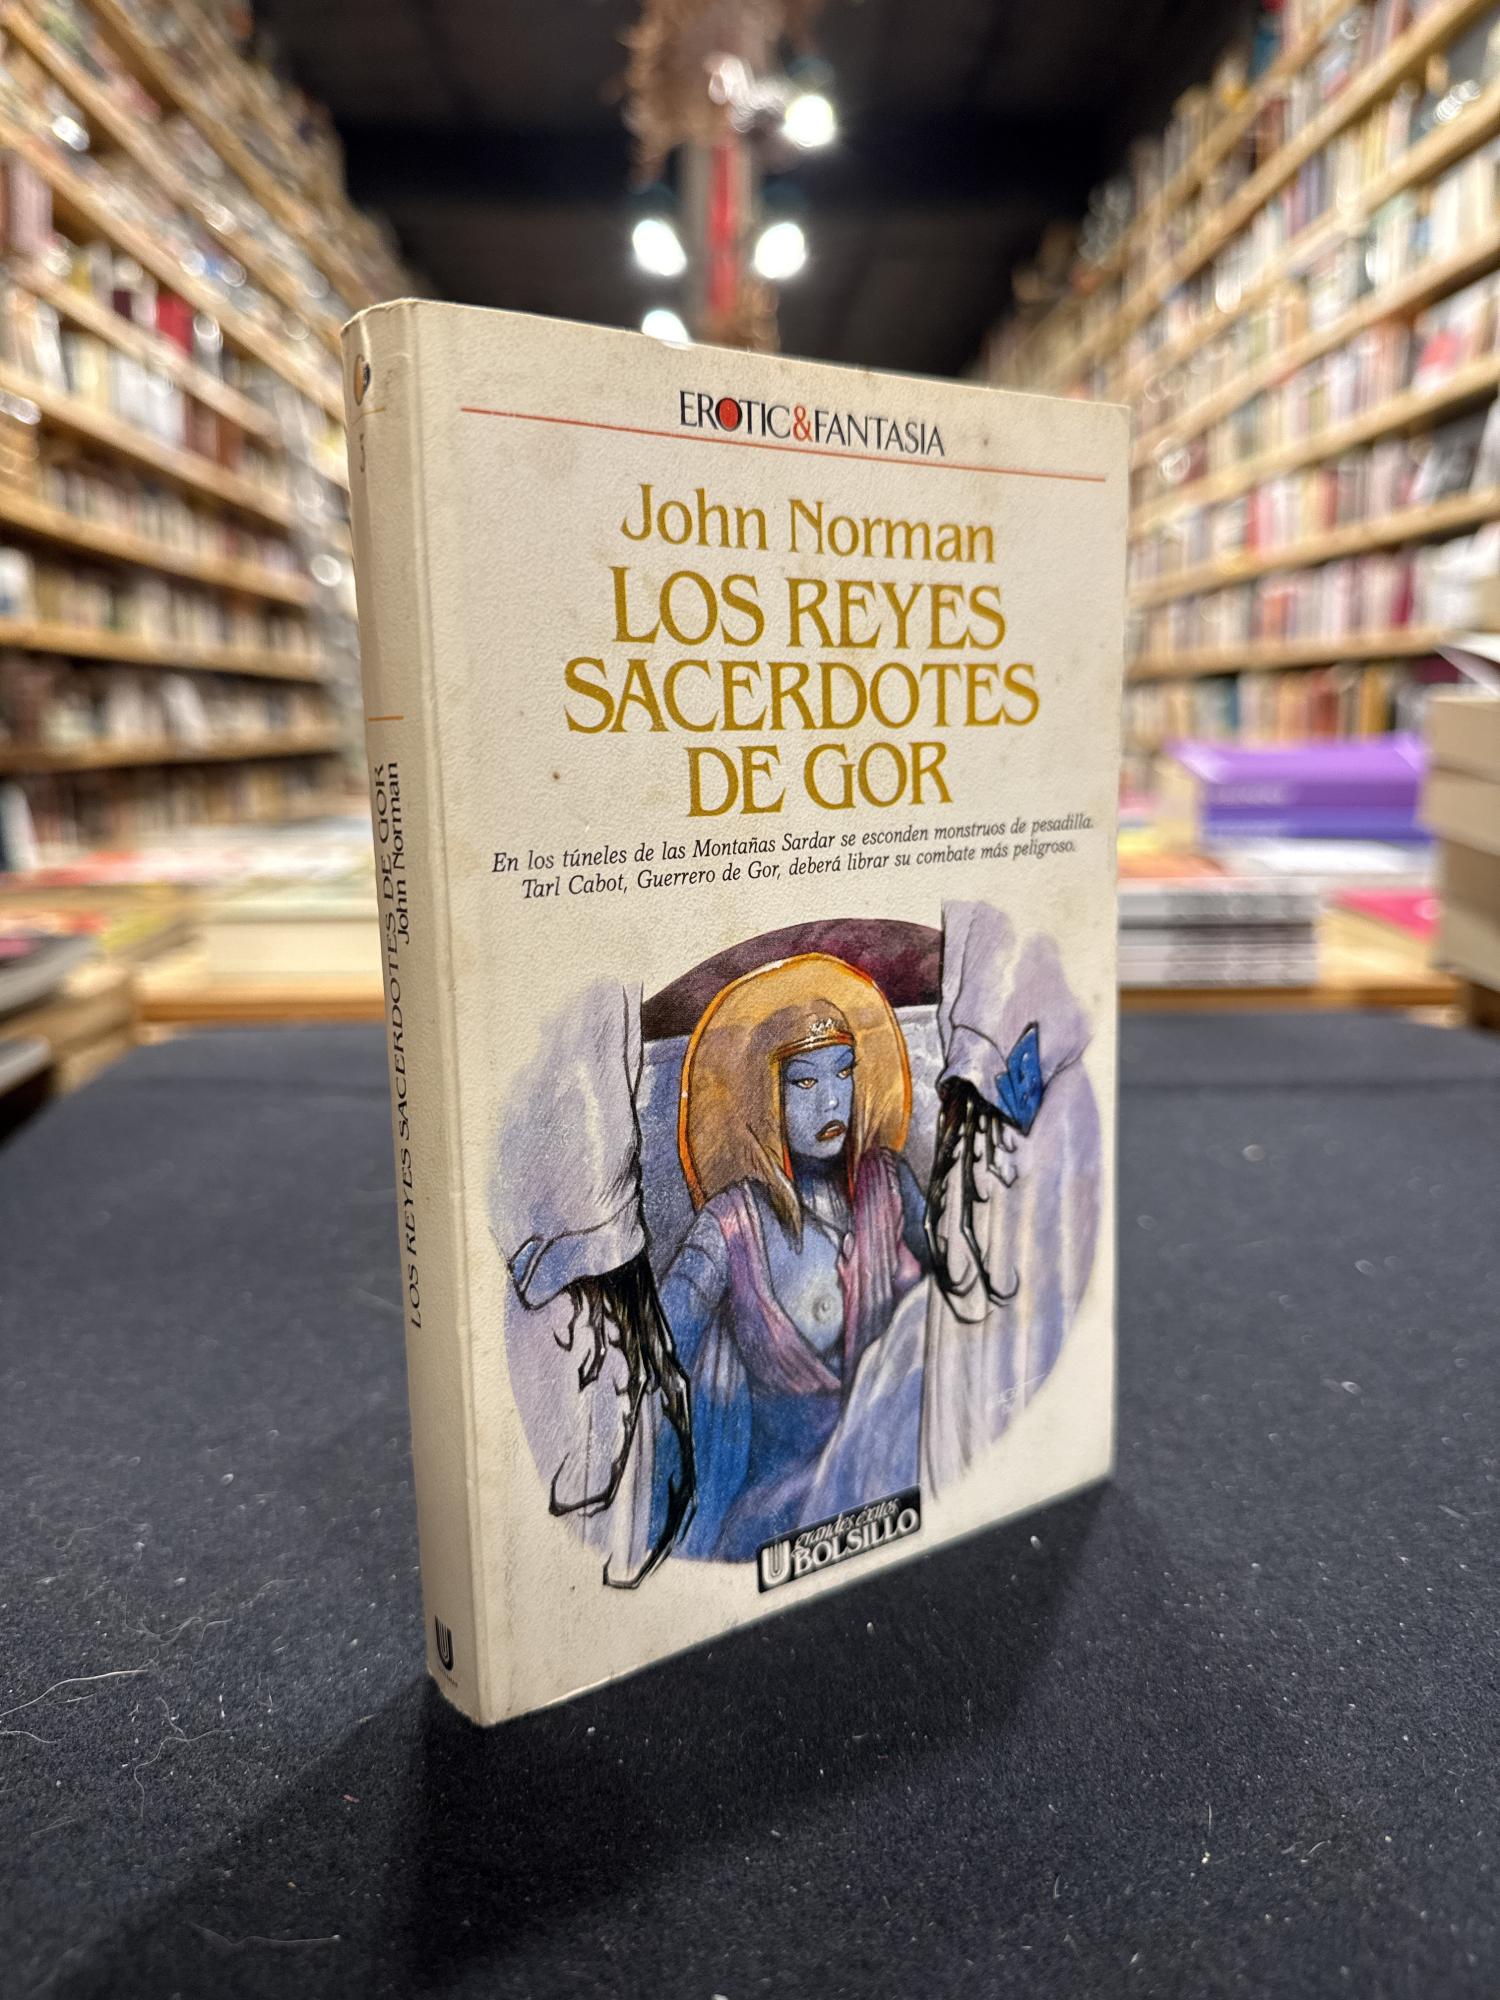 EROTIC&FANTASIA
John Norman
LOS REYES
SACERDOTES
DE GOR
En los túneles de las Montañas Sardar se esconden monstruos de pesadilla.
Tarl Cabot, Guerrero de Gor, deberá librar su combate más peligroso.
grandes éxitos
BOLSILLO
LOS REYES SACERDOTES DE GOR
John Norman